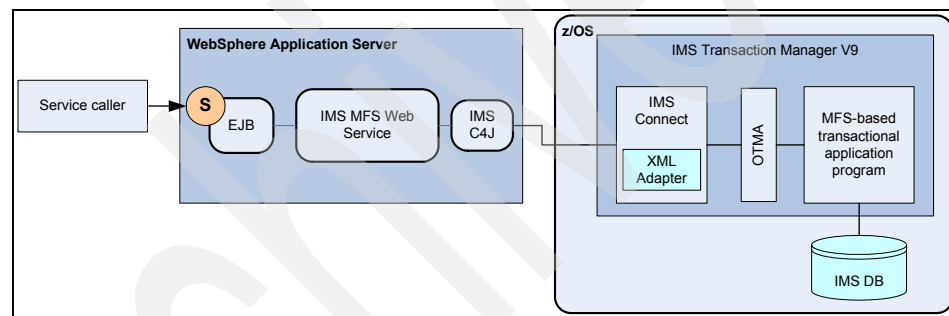 WebSphere Application Server
Service caller
S
EJB
IMS MFS Web
Service
IMS
C4J
z/OS
IMS Transaction Manager V9
IMS
Connect
XML
Adapter
OTMA
MFS-based
transactional
application
program
IMS DB